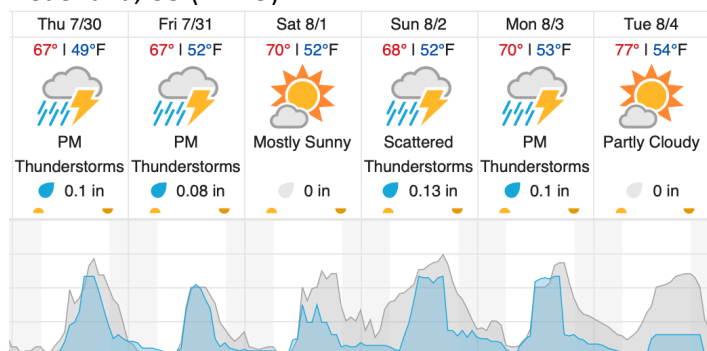 Thu 7/30 Fri 7/31 Sat 8/1 Sun 8/2 Mon 8/3 Tue 8/4
67° | 49°F 67° | 52°F 70° | 52°F 68° | 52°F 70° | 53°F 77° | 54°F
PM PM Mostly Sunny Scattered PM Partly Cloudy
Thunderstorms Thunderstorms Thunderstorms Thunderstorms
0.1 in 0.08 in 0 in 0.13 in 0.1 in 0 in